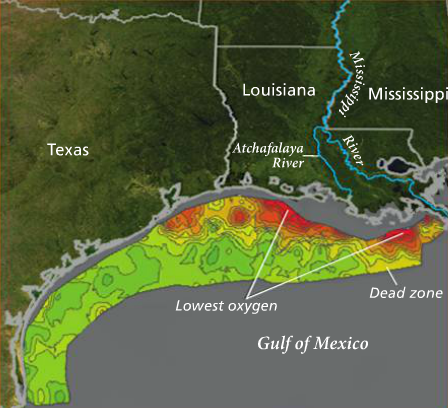 Louisiana
Mississippi
Mississippi
River
Texas
Atchafalaya
River
Lowest oxygen
Dead zone
Gulf of Mexico